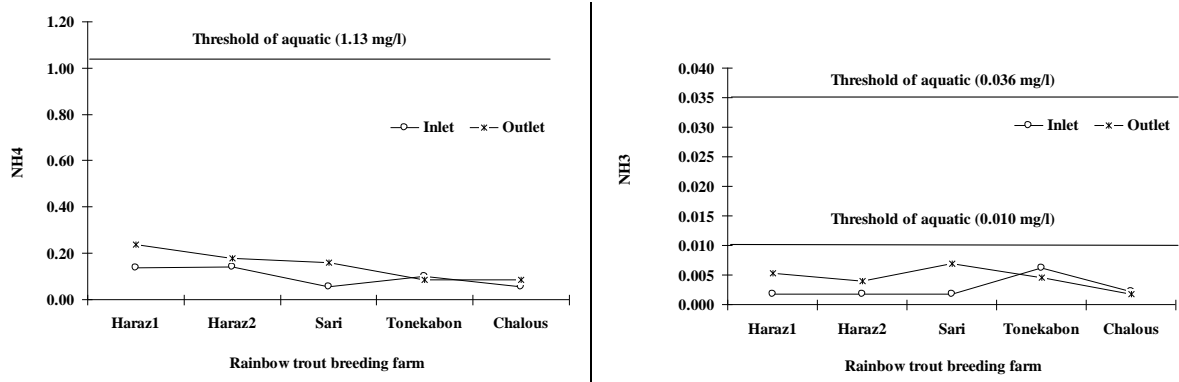 1.20
Threshold of aquatic (1.13 mg/l)
1.00
0.80
Inlet Outlet
0.60
NH4
0.40
0.20
0.00
Haraz1 Haraz2 Sari Tonekabon Chalous
Rainbow trout breeding farm
0.040
Threshold of aquatic (0.036 mg/l)
0.035
0.030
Inlet Outlet
0.025
NH3
0.020
0.015
Threshold of aquatic (0.010 mg/l)
0.010
0.005
0.000
Haraz1 Haraz2 Sari Tonekabon Chalous
Rainbow trout breeding farm